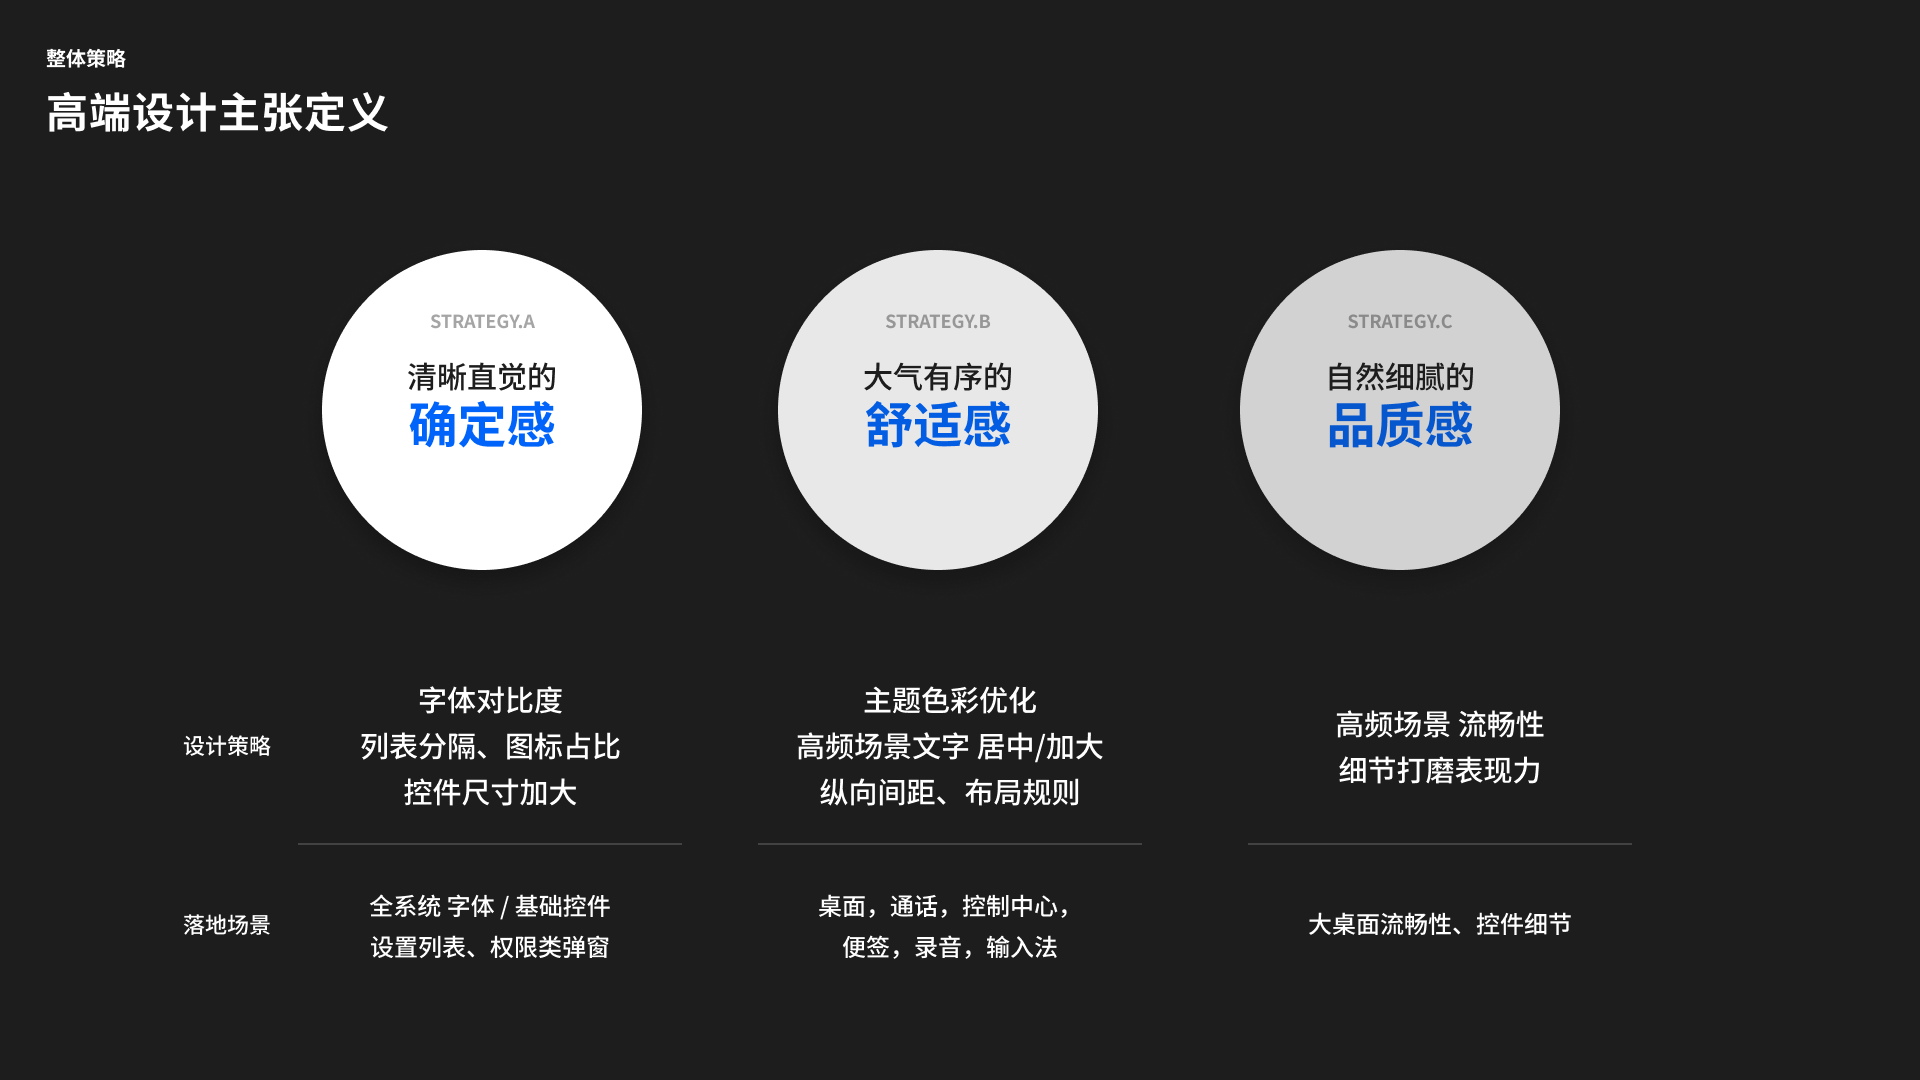 整体策略
高端设计主张定义
STRATEGY.A
清晰直觉的
确定感
STRATEGY.B
大气有序的
舒适感
STRATEGY.C
自然细腻的
品质感
设计策略
字体对比度
列表分隔、图标占比
控件尺寸加大
主题色彩优化
高频场景文字 居中/加大
纵向间距、布局规则
高频场景 流畅性
细节打磨表现力
落地场景
全系统 字体 / 基础控件
设置列表、权限类弹窗
桌面，通话，控制中心，
便签，录音，输入法
大桌面流畅性、控件细节